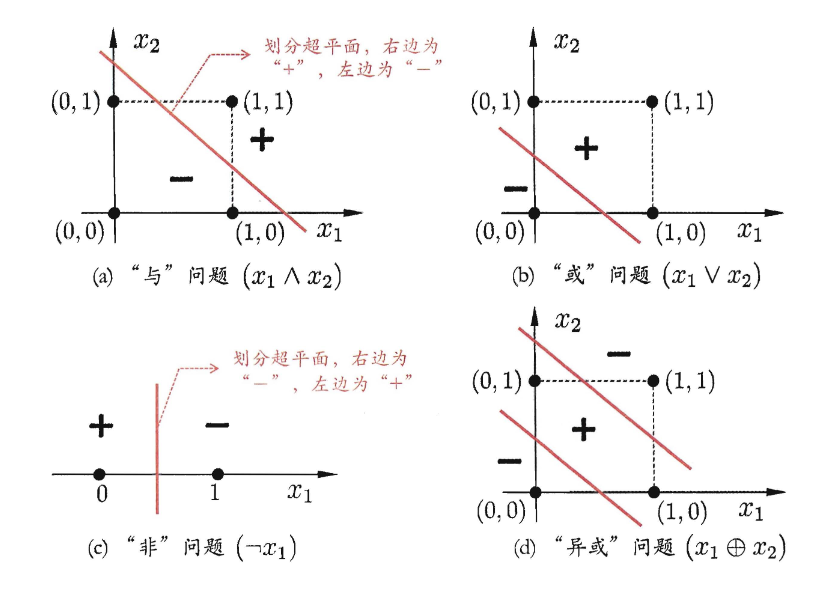 x₂
划分超平面，右边为
“+”，左边为“−”
(0, 1)
(1, 1)
+
−
(0, 0)
(1, 0)
x₁
(a) “与”问题 (x₁ ∧ x₂)
x₂
(0, 1)
(1, 1)
+
−
(0, 0)
(1, 0)
x₁
(b) “或”问题 (x₁ ∨ x₂)
划分超平面，右边为
“−”，左边为“+”
+
−
0
1
x₁
(c) “非”问题 (¬x₁)
x₂
−
(0, 1)
(1, 1)
+
−
(0, 0)
(1, 0)
x₁
(d) “异或”问题 (x₁ ⊕ x₂)